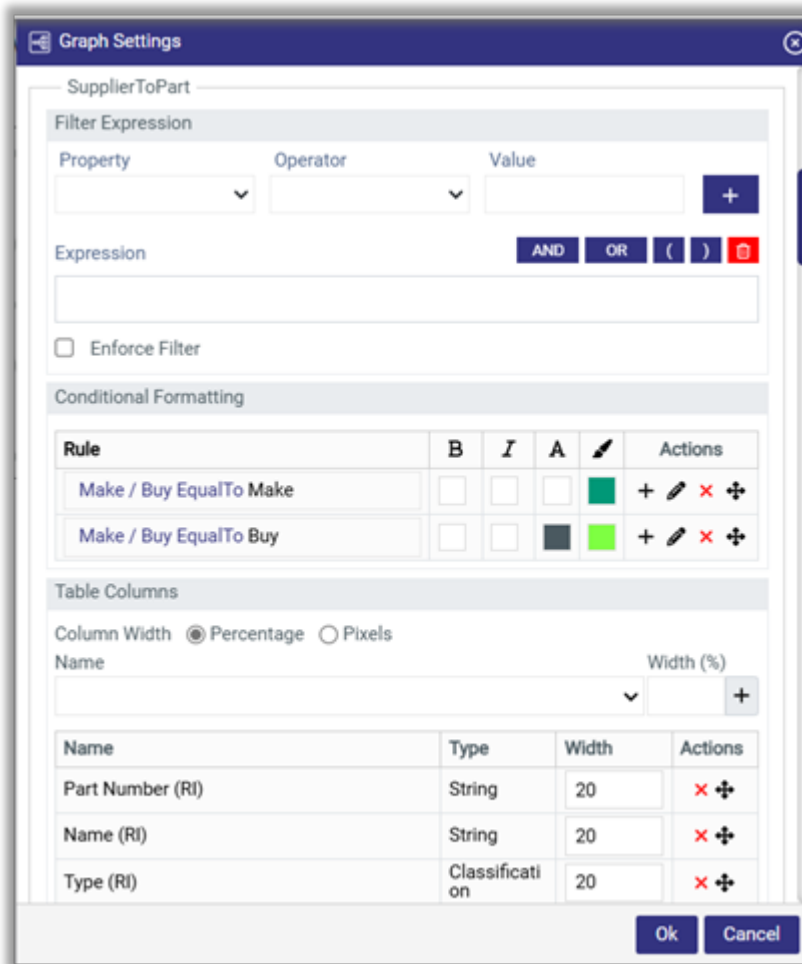 Graph Settings
SupplierToPart
Filter Expression
Property Operator Value
+
Expression AND OR ( )
Enforce Filter
Conditional Formatting
Rule B I A Actions
Make / Buy EqualTo Make
Make / Buy EqualTo Buy
Table Columns
Column Width Percentage Pixels
Name Width (%)
+
Name Type Width Actions
Part Number (RI) String 20
Name (RI) String 20
Type (RI) Classificati
on 20
Ok Cancel